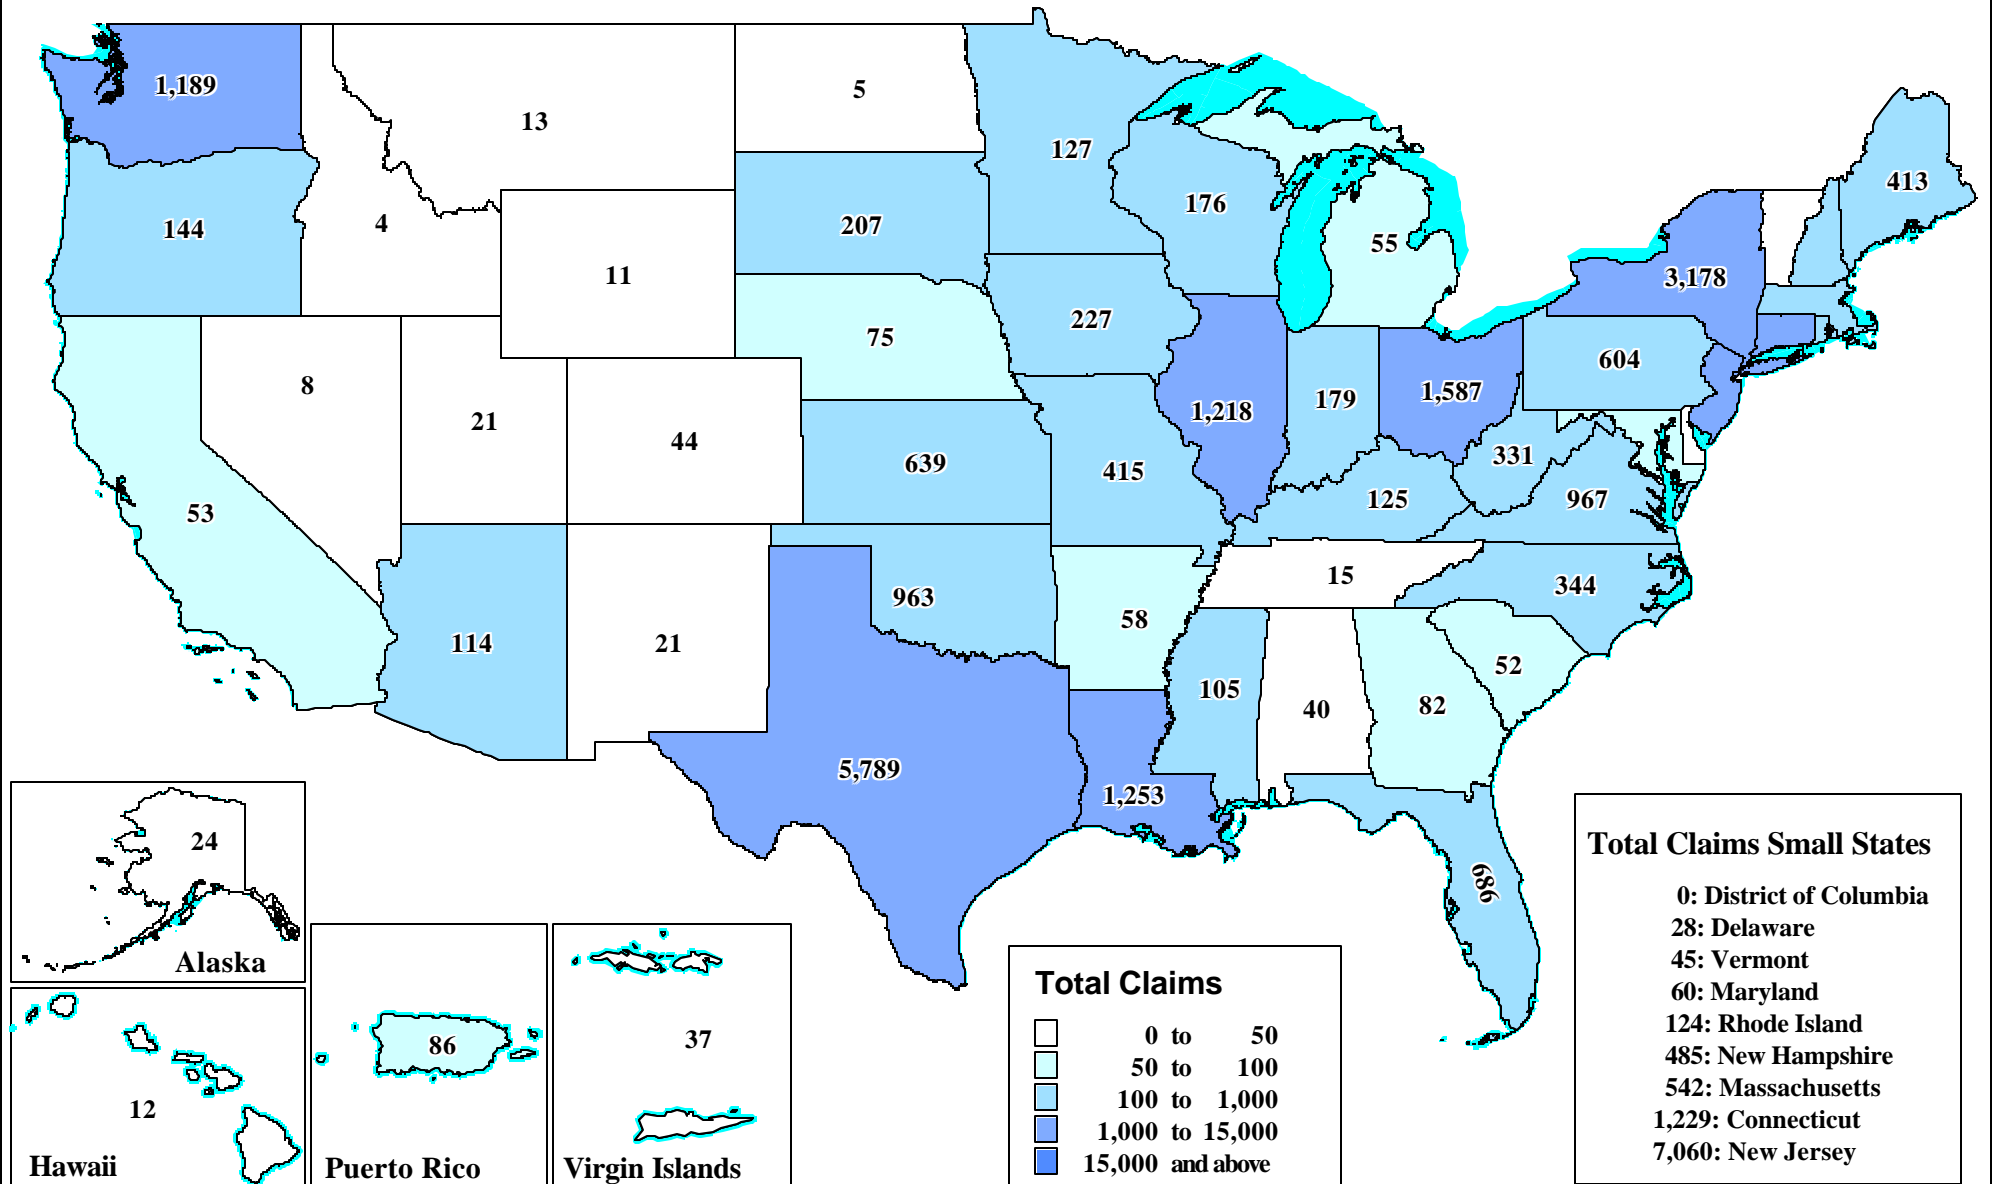 1,189
13
5
127
413
144
4
11
207
176
55
3,178
8
21
44
75
227
604
53
639
415
1,218
179
1,587
331
967
125
114
21
963
58
15
344
5,789
1,253
105
40
82
52
686
24
Alaska
12
Hawaii
86
Puerto Rico
37
Virgin Islands
Total Claims
0 to 50
50 to 100
100 to 1,000
1,000 to 15,000
15,000 and above
Total Claims Small States
0: District of Columbia
28: Delaware
45: Vermont
60: Maryland
124: Rhode Island
485: New Hampshire
542: Massachusetts
1,229: Connecticut
7,060: New Jersey